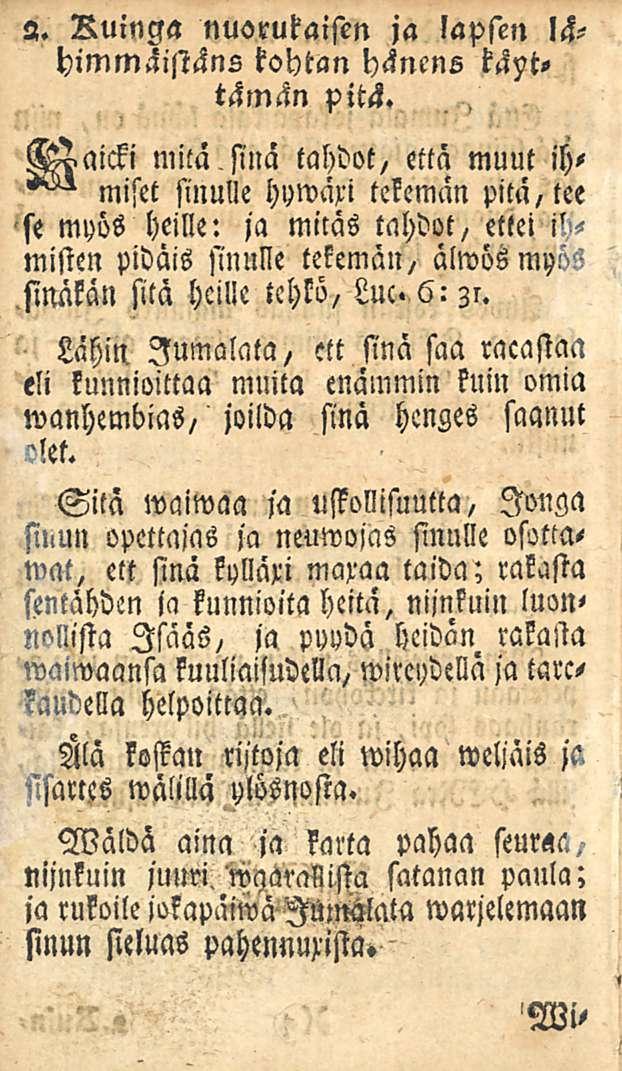 2. Kuinga nuorukaisen ja lapsen lä⸗
himmäistäns kohtan hänens käyt⸗
tämän pitä.
Kaicki mitä sinä tahdot, että muut ih⸗
miset sinulle hywäxi tekemän pitä, tee
se myös heille: ja mitäs tahdot, ettei ih⸗
misten pidäis sinulle tekemän, älwös myös
sinäkän sitä heille tehkö, Luc. 6: 31.
Lähin Jumalata, ett sinä saa racastaa
eli kunnioittaa muita enämmin kuin omia
wanhembias, joilda sinä henges saanut
olet.
Sitä waiwaa ja uskollisuutta, Jonga
sinun opettajas ja neuwojas sinulle osotta⸗
wat, ett sinä kylläxi maxaa taida; rakasta
sentähden ja kunnioita heitä, nijnkuin luon⸗
nollista Isääs, ja pyydä heidän rakasta
waiwaansa kuuliaisudella, wireydellä ja tarc⸗
kaudella helpoittaa.
Älä koskan rijtoja eli wihaa weljäis ja
sisartes wälillä ylösnosta.
Wäldä aina ja karta pahaa seuraa,
nijnkuin juuri waarallista satanan paula;
ja rukoile jokapäiwä Jumalata warjelemaan
sinun sieluas pahennuxista.
Wi⸗